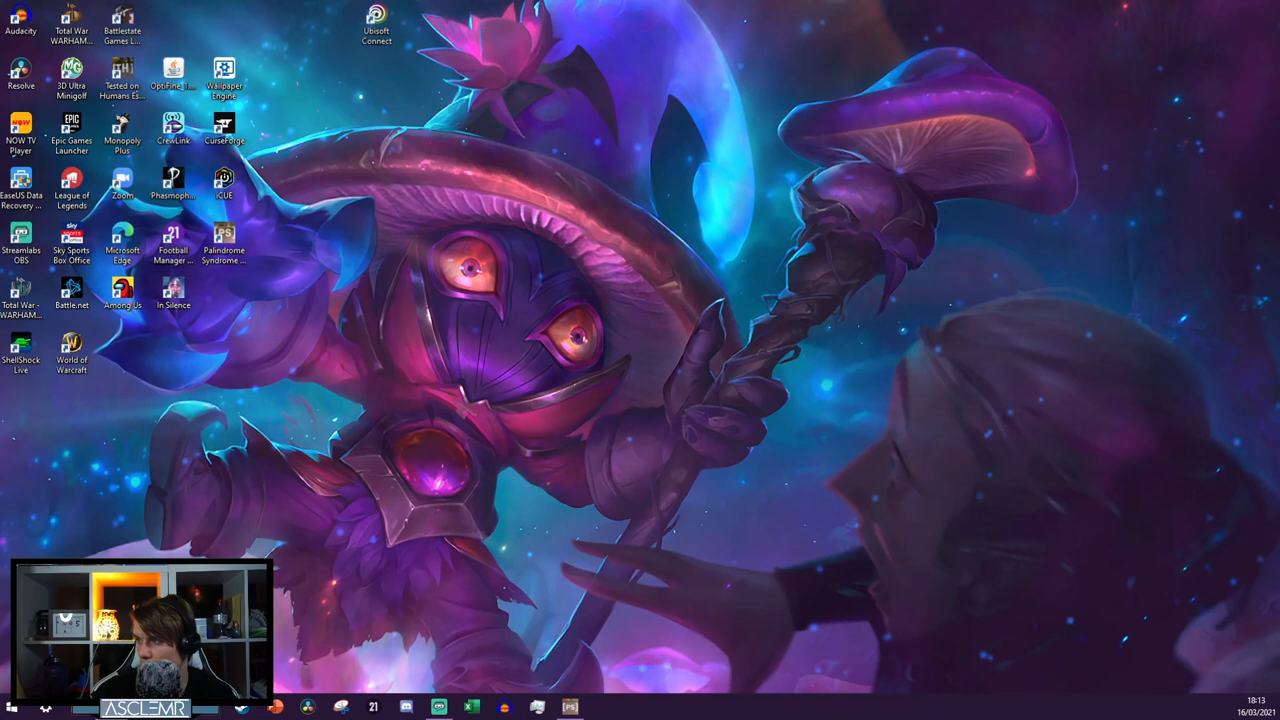 Audacity
Total War
WARHAM...
Battlestate
Games L...
Ubisoft
Connect
Resolve
3D Ultra
Minigolf
Tested on
Humans Es...
OptiFine_1...
Wallpaper
Engine
NOW TV
Player
Epic Games
Launcher
Monopoly
Plus
CrewLink
CurseForge
EaseUS Data
Recovery ...
League of
Legends
Zoom
Phasmoph...
iCUE
Streamlabs
OBS
Sky Sports
Box Office
Microsoft
Edge
Football
Manager ...
Palindrome
Syndrome ...
Total War -
WARHAM...
Battle.net
Among Us
In Silence
ShellShock
Live
World of
Warcraft
ASCLEMR
21
18:13
16/03/2021